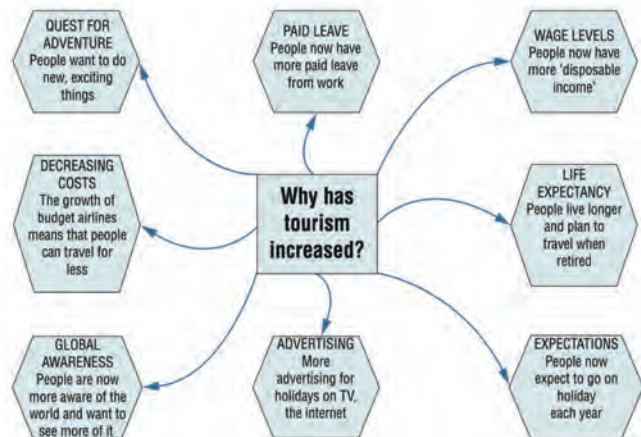 QUEST FOR
ADVENTURE
People want to do
new, exciting
things
PAID LEAVE
People now have
more paid leave
from work
WAGE LEVELS
People now have
more 'disposable
income'
DECREASING
COSTS
The growth of
budget airlines
means that people
can travel for
less
Why has
tourism
increased?
LIFE
EXPECTANCY
People live longer
and plan to
travel when
retired
GLOBAL
AWARENESS
People are now
more aware of the
world and want to
see more of it
ADVERTISING
More
advertising for
holidays on TV,
the internet
EXPECTATIONS
People now
expect to go on
holiday
each year